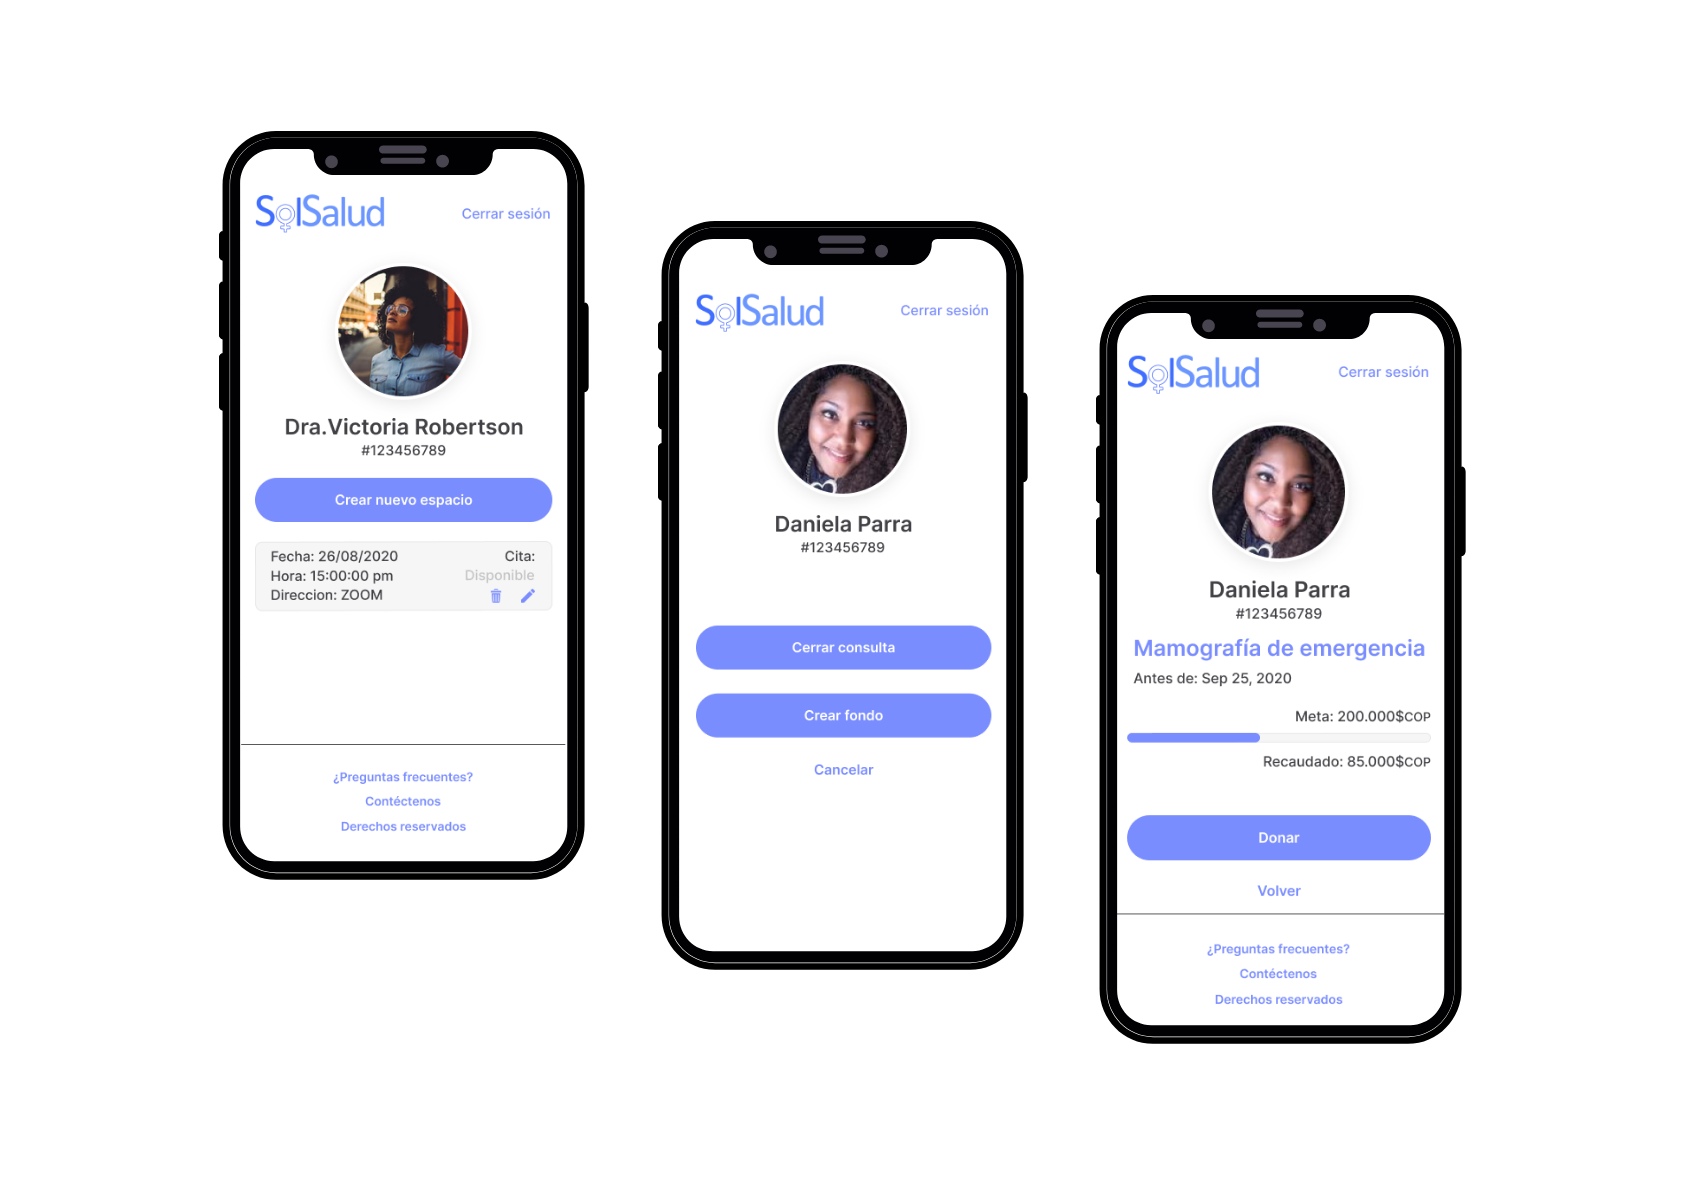 SolSalud
Cerrar sesión
Dra.Victoria Robertson
#123456789
Crear nuevo espacio
Fecha: 26/08/2020
Cita:
Hora: 15:00:00 pm
Disponible
Direccion: ZOOM
¿Preguntas frecuentes?
Contéctenos
Derechos reservados
SolSalud
Cerrar sesión
Daniela Parra
#123456789
Cerrar consulta
Crear fondo
Cancelar
SolSalud
Cerrar sesión
Daniela Parra
#123456789
Mamografía de emergencia
Antes de: Sep 25, 2020
Meta: 200.000$COP
Recaudado: 85.000$COP
Donar
Volver
¿Preguntas frecuentes?
Contéctenos
Derechos reservados